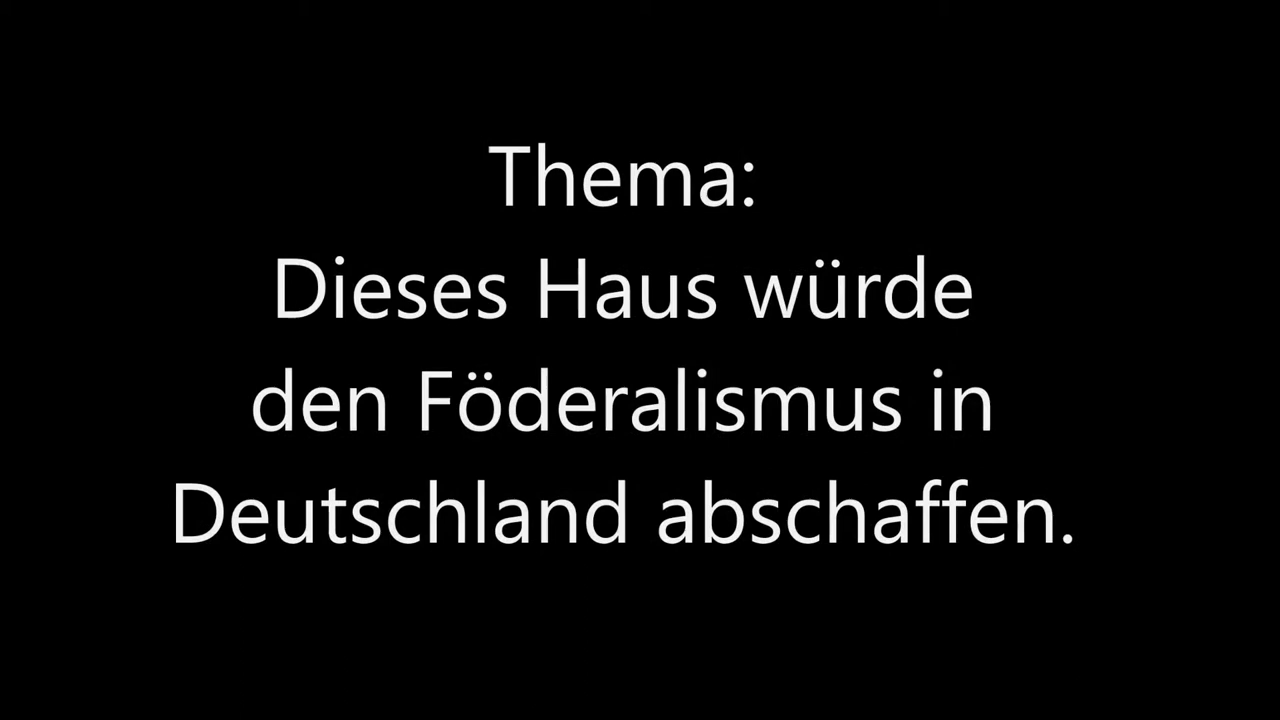 Thema:
Dieses Haus würde
den Föderalismus in
Deutschland abschaffen.